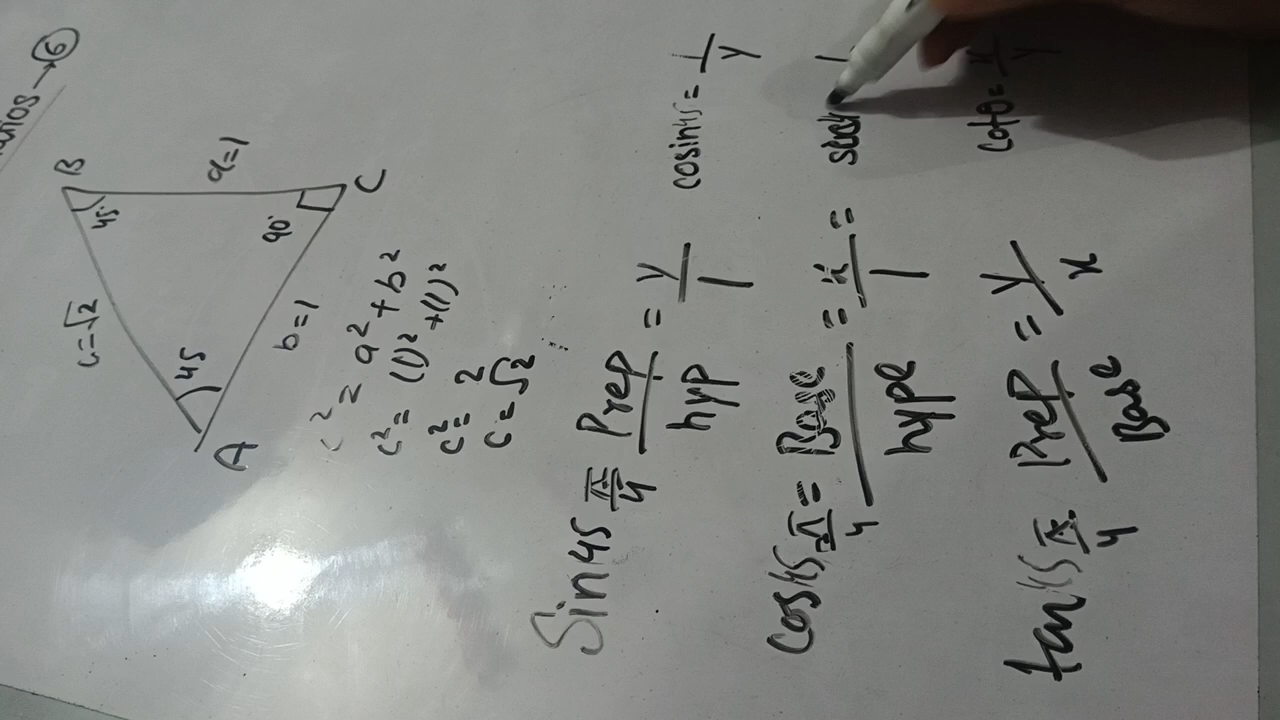 → 6
B
a=1
C
45°
90°
c=√2
45
b=1
A
c² = a² + b²
c² = (1)² + (1)²
c² = 2
c = √2
Sin45 π/4 Prep/hyp = y/1 cosin45 = 1/y
cos45 π/4 = Base/hype = x/1 =
tan45 π/4 Prep/Base = y/x cotθ = x/y